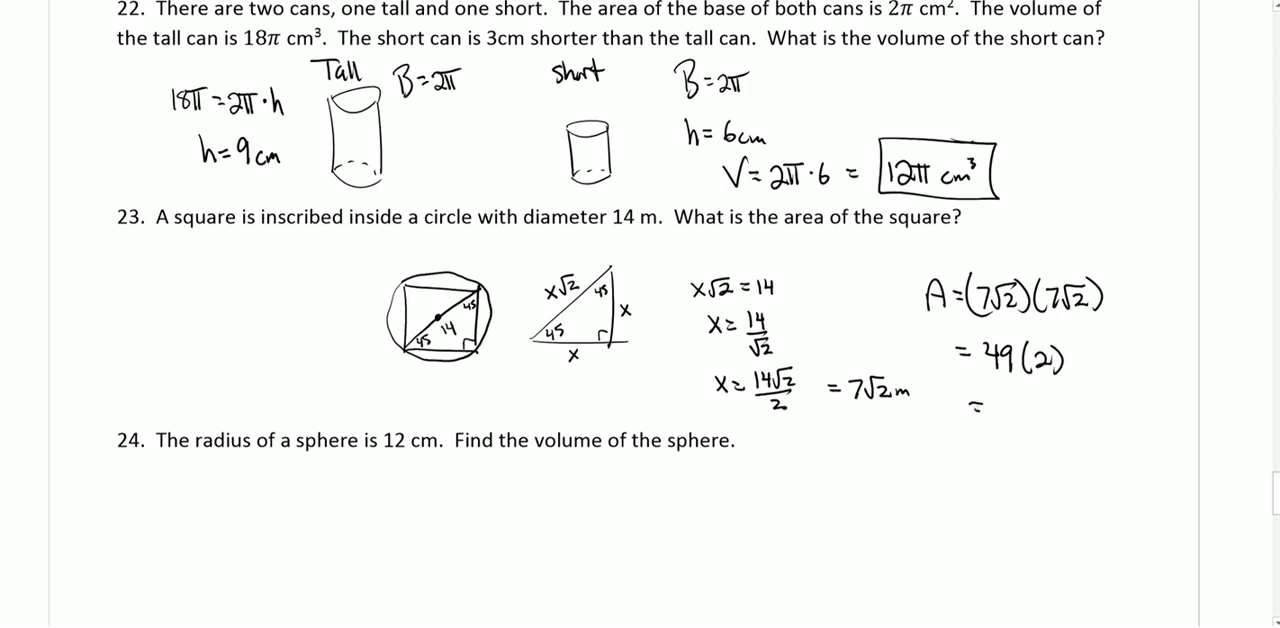 22. There are two cans, one tall and one short. The area of the base of both cans is 2π cm². The volume of
the tall can is 18π cm³. The short can is 3cm shorter than the tall can. What is the volume of the short can?
Tall
B=2π
18π=2π·h
h=9cm
short
B=2π
h=6cm
V=2π·6 = 12π cm³
23. A square is inscribed inside a circle with diameter 14 m. What is the area of the square?
45
14
45
x√2
45
45
x
x
x√2=14
x=14/√2
x=14√2/2 =7√2m
A=(7√2)(7√2)
=49(2)
=
24. The radius of a sphere is 12 cm. Find the volume of the sphere.